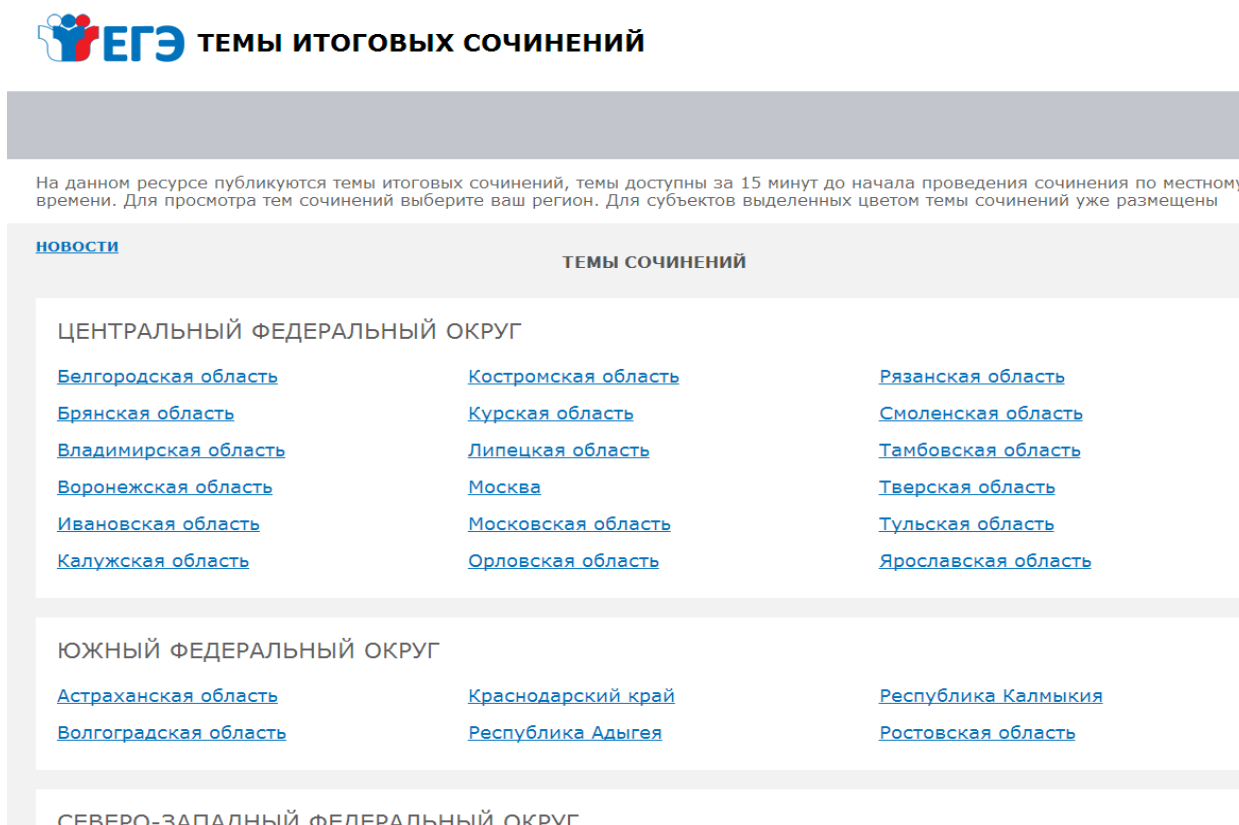 ЕГЭ ТЕМЫ ИТОГОВЫХ СОЧИНЕНИЙ
На данном ресурсе публикуются темы итоговых сочинений, темы доступны за 15 минут до начала проведения сочинения по местному
времени. Для просмотра тем сочинений выберите ваш регион. Для субъектов выделенных цветом темы сочинений уже размещены
НОВОСТИ
ТЕМЫ СОЧИНЕНИЙ
ЦЕНТРАЛЬНЫЙ ФЕДЕРАЛЬНЫЙ ОКРУГ
Белгородская область Костромская область Рязанская область
Брянская область Курская область Смоленская область
Владимирская область Липецкая область Тамбовская область
Воронежская область Москва Тверская область
Ивановская область Московская область Тульская область
Калужская область Орловская область Ярославская область
ЮЖНЫЙ ФЕДЕРАЛЬНЫЙ ОКРУГ
Астраханская область Краснодарский край Республика Калмыкия
Волгоградская область Республика Адыгея Ростовская область
СЕВЕРО-ЗАПАДНЫЙ ФЕДЕРАЛЬНЫЙ ОКРУГ